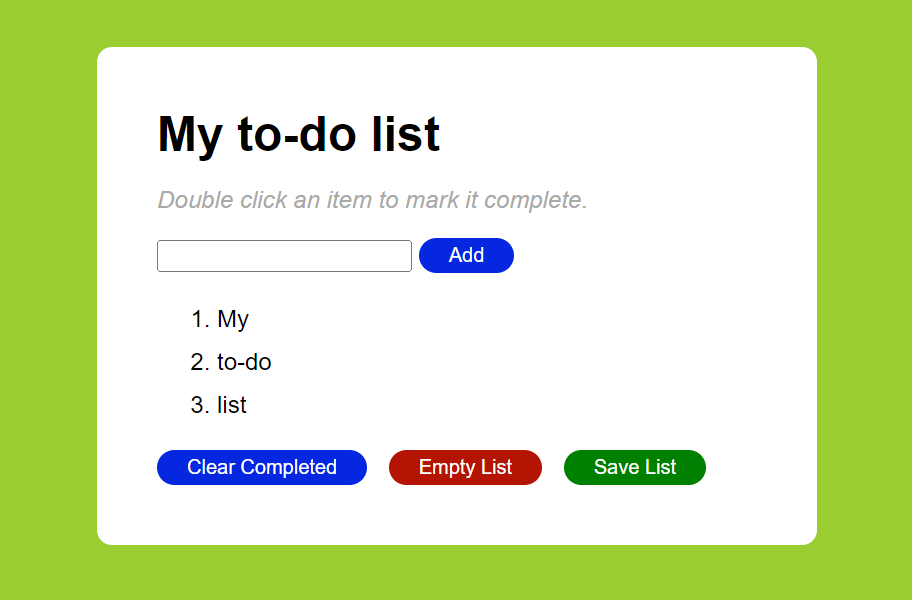 My to-do list
Double click an item to mark it complete.
Add
1. My
2. to-do
3. list
Clear Completed Empty List Save List